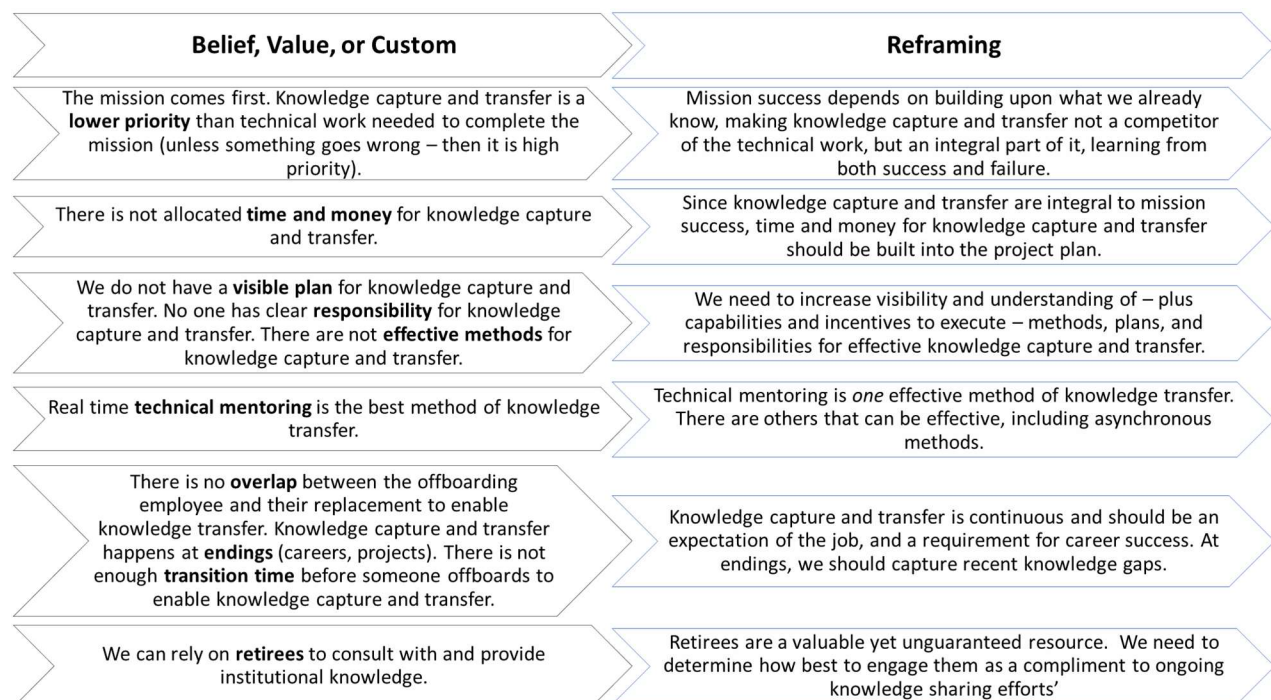 Belief, Value, or Custom
Reframing
The mission comes first. Knowledge capture and transfer is a
lower priority than technical work needed to complete the
mission (unless something goes wrong – then it is high
priority).
Mission success depends on building upon what we already
know, making knowledge capture and transfer not a competitor
of the technical work, but an integral part of it, learning from
both success and failure.
There is not allocated time and money for knowledge capture
and transfer.
Since knowledge capture and transfer are integral to mission
success, time and money for knowledge capture and transfer
should be built into the project plan.
We do not have a visible plan for knowledge capture and
transfer. No one has clear responsibility for knowledge
capture and transfer. There are not effective methods for
knowledge capture and transfer.
We need to increase visibility and understanding of – plus
capabilities and incentives to execute – methods, plans, and
responsibilities for effective knowledge capture and transfer.
Real time technical mentoring is the best method of knowledge
transfer.
Technical mentoring is one effective method of knowledge transfer.
There are others that can be effective, including asynchronous
methods.
There is no overlap between the offboarding
employee and their replacement to enable
knowledge transfer. Knowledge capture and transfer
happens at endings (careers, projects). There is not
enough transition time before someone offboards to
enable knowledge capture and transfer.
Knowledge capture and transfer is continuous and should be an
expectation of the job, and a requirement for career success. At
endings, we should capture recent knowledge gaps.
We can rely on retirees to consult with and provide
institutional knowledge.
Retirees are a valuable yet unguaranteed resource. We need to
determine how best to engage them as a compliment to ongoing
knowledge sharing efforts’